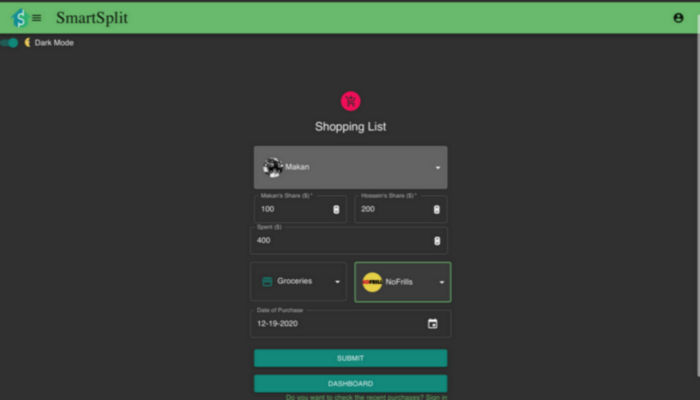 SmartSplit
Dark Mode
Shopping List
Makan
Makan's Share ($) * Hossein's Share ($) *
100 200
Spent ($)
400
Groceries NoFrills
Date of Purchase
12-19-2020
SUBMIT
DASHBOARD
Do you want to check the recent purchases? Sign in